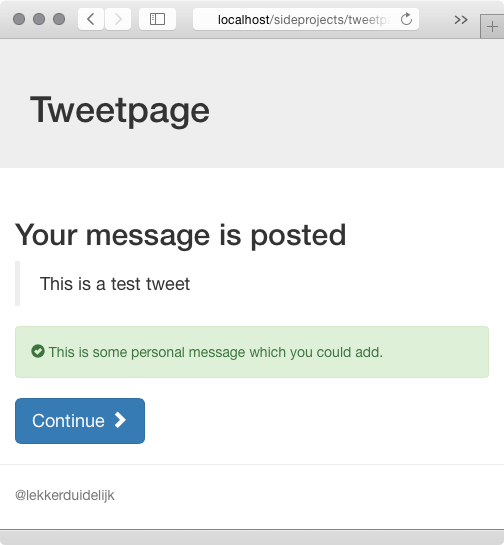 localhost/sideprojects/tweetp
Tweetpage
Your message is posted
This is a test tweet
This is some personal message which you could add.
Continue
@lekkerduidelijk